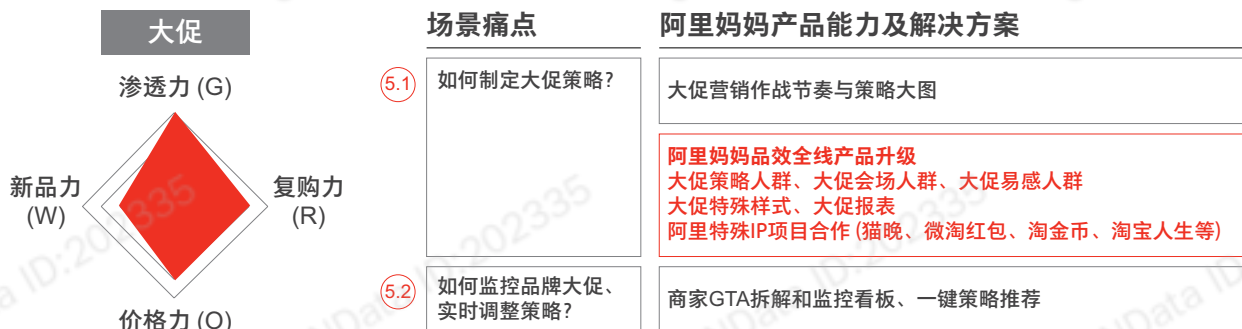 大促
场景痛点
阿里妈妈产品能力及解决方案
渗透力 (G)
新品力
(W)
复购力
(R)
价格力 (O)
5.1
如何制定大促策略?
大促营销作战节奏与策略大图
阿里妈妈品效全线产品升级
大促策略人群、大促会场人群、大促易感人群
大促特殊样式、大促报表
阿里特殊IP项目合作 (猫晚、微淘红包、淘金币、淘宝人生等)
5.2
如何监控品牌大促、
实时调整策略?
商家GTA拆解和监控看板、一键策略推荐
ID:202335